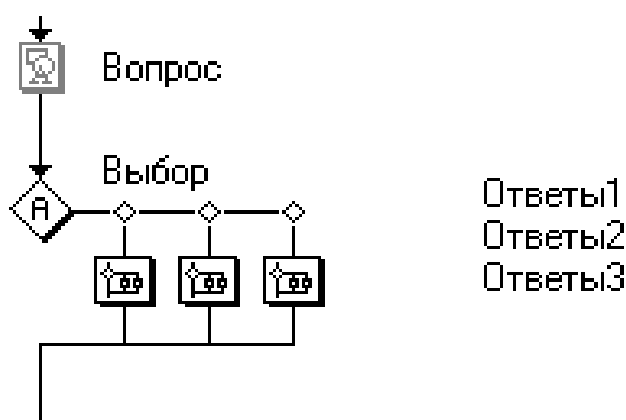 Вопрос
Выбор
A
Ответы1
Ответы2
Ответы3